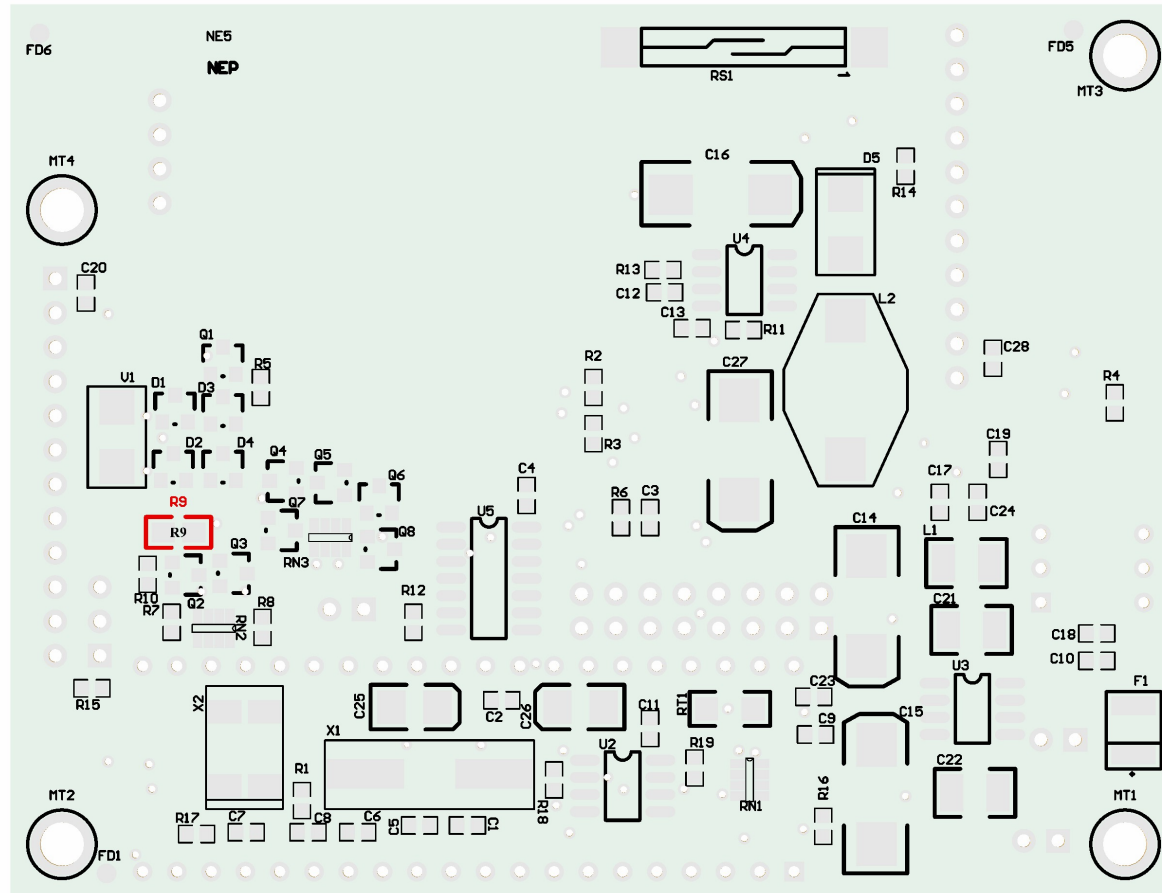 FD6
NE5
NEP
RS1
1
FD5
MT3
MT4
C16
D5
R14
U4
C20
R13
C12
C13
R11
L2
Q1
C28
V1
D1
D3
R5
R2
C27
R4
D2
D4
R3
Q4
Q5
Q6
C4
C19
C17
R9
R9
Q7
U5
R6
C3
C24
C14
Q8
L1
Q3
RN3
R10
Q2
R7
R8
RN2
R12
C21
C18
C10
U3
R15
X2
C25
C2
C26
C11
RT1
C23
C9
C15
F1
X1
U2
R19
C22
R1
R18
RN1
R16
MT2
MT1
R17
C7
C8
C6
C5
C1
FD1